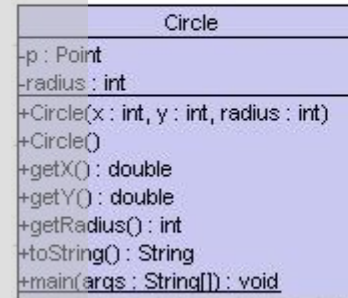 Circle
-p : Point
-radius : int
+Circle(x : int, y : int, radius : int)
+Circle()
+getX() : double
+getY() : double
+getRadius() : int
+toString() : String
+main(args : String[]) : void